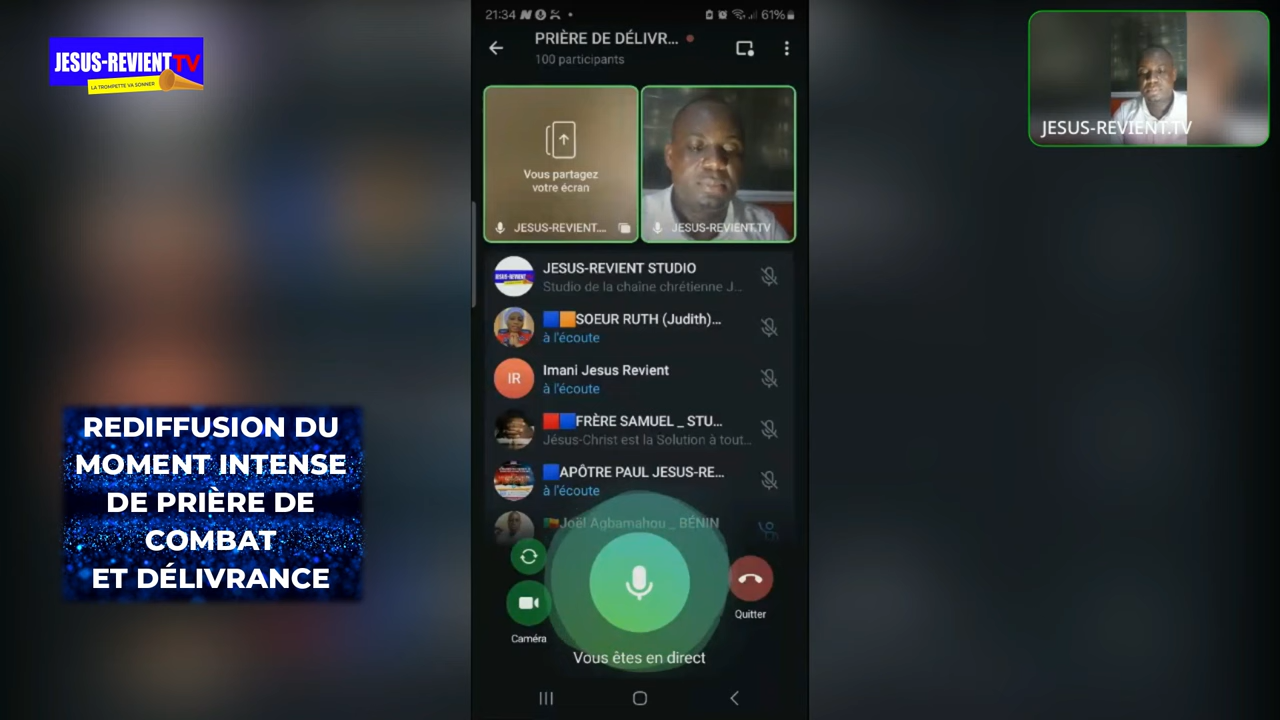 JESUS-REVIENT TV
LA TROMPETTE VA SONNER
REDIFFUSION DU
MOMENT INTENSE
DE PRIÈRE DE
COMBAT
ET DÉLIVRANCE
21:34
61%
PRIÈRE DE DÉLIVR...
100 participants
Vous partagez
votre écran
JESUS-REVIENT....
JESUS-REVIENT.TV
JESUS-REVIENT STUDIO
Studio de la chaîne chrétienne J...
SOEUR RUTH (Judith)...
à l'écoute
IR
Imani Jesus Revient
à l'écoute
FRÈRE SAMUEL _ STU...
Jésus-Christ est la Solution à tout...
APÔTRE PAUL JESUS-RE...
à l'écoute
Joël Agbamahou _ BÉNIN
Caméra
Quitter
Vous êtes en direct
JESUS-REVIENT.TV